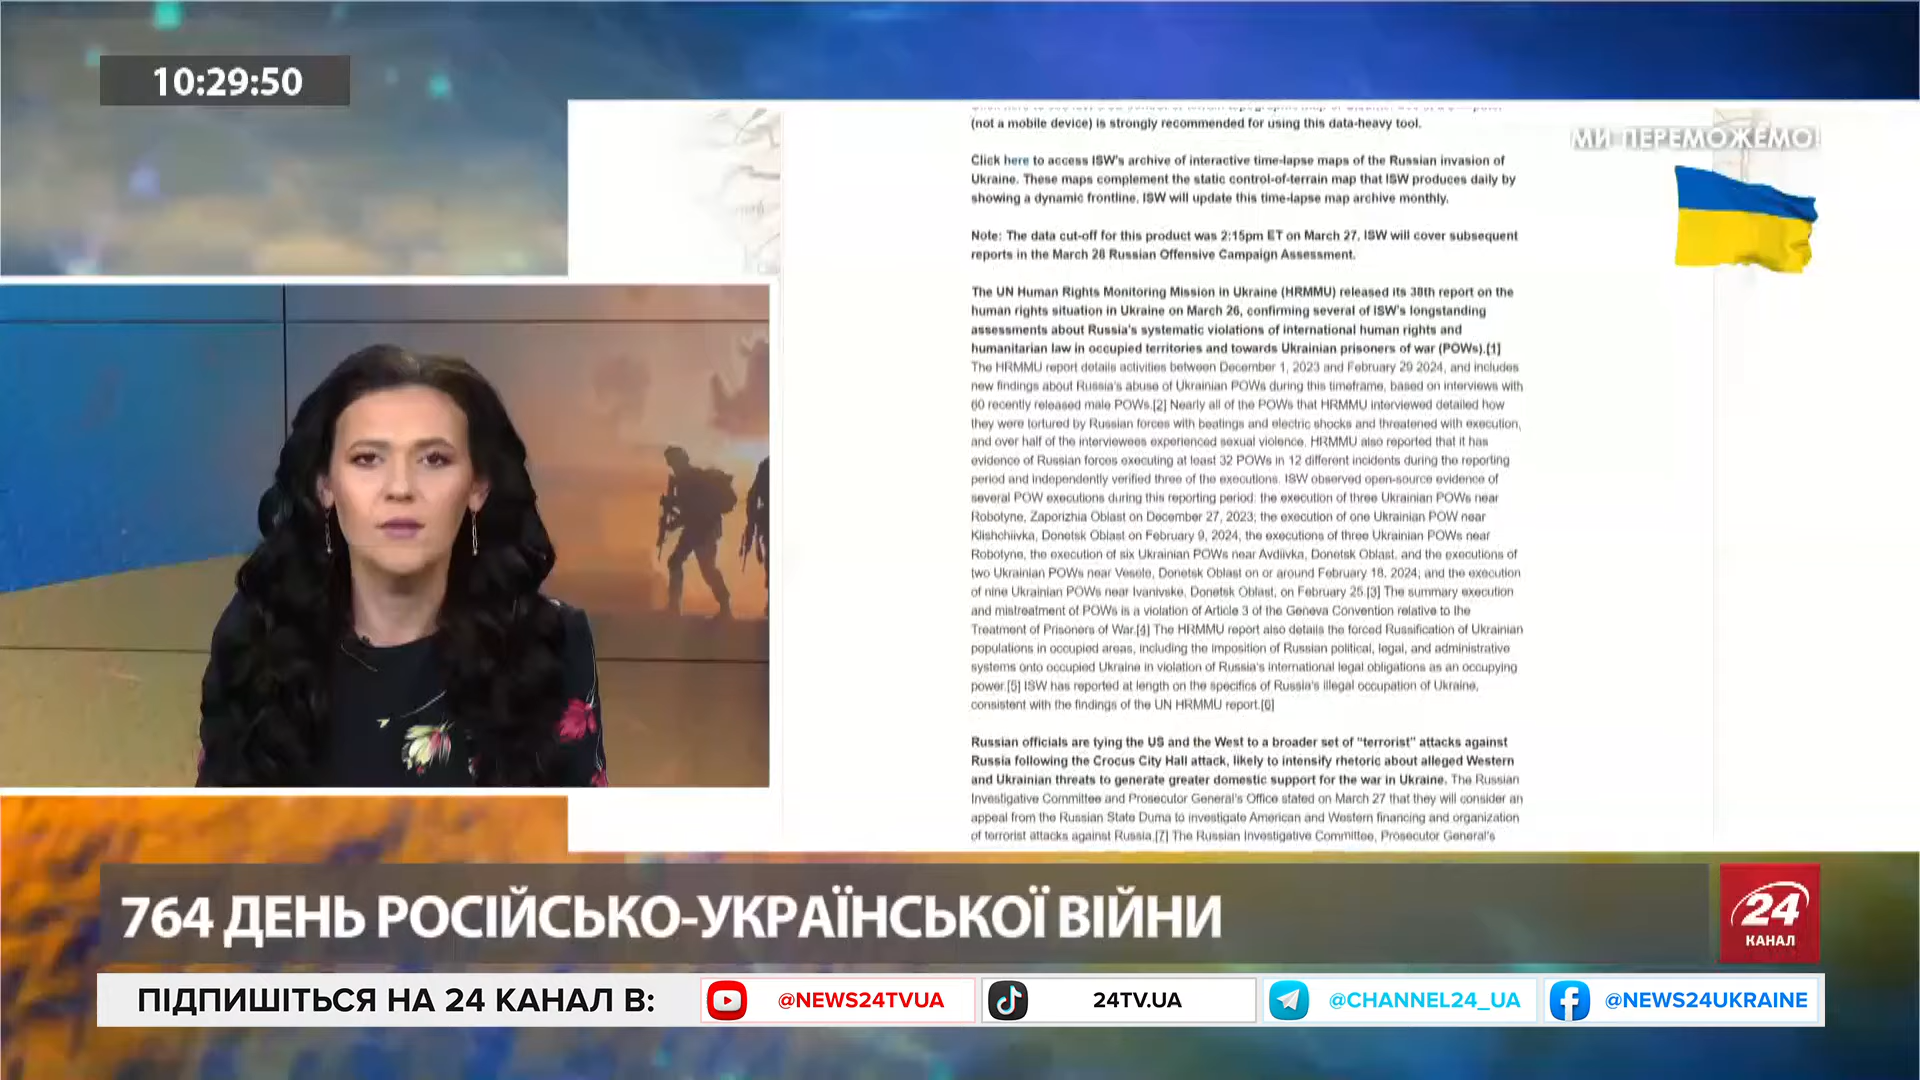 10:29:50
(not a mobile device) is strongly recommended for using this data-heavy tool.
МИ ПЕРЕМОЖЕМО!
Click here to access ISW's archive of interactive time-lapse maps of the Russian invasion of
Ukraine. These maps complement the static control-of-terrain map that ISW produces daily by
showing a dynamic frontline. ISW will update this time-lapse map archive monthly.
Note: The data cut-off for this product was 2:15pm ET on March 27. ISW will cover subsequent
reports in the March 28 Russian Offensive Campaign Assessment.
The UN Human Rights Monitoring Mission in Ukraine (HRMMU) released its 38th report on the
human rights situation in Ukraine on March 26, confirming several of ISW's longstanding
assessments about Russia's systematic violations of international human rights and
humanitarian law in occupied territories and towards Ukrainian prisoners of war (POWs).[1]
The HRMMU report details activities between December 1, 2023 and February 29 2024, and includes
new findings about Russia's abuse of Ukrainian POWs during this timeframe, based on interviews with
60 recently released male POWs.[2] Nearly all of the POWs that HRMMU interviewed detailed how
they were tortured by Russian forces with beatings and electric shocks and threatened with execution,
and over half of the interviewees experienced sexual violence. HRMMU also reported that it has
evidence of Russian forces executing at least 32 POWs in 12 different incidents during the reporting
period and independently verified three of the executions. ISW observed open-source evidence of
several POW executions during this reporting period: the execution of three Ukrainian POWs near
Robotyne, Zaporizhia Oblast on December 27, 2023; the execution of one Ukrainian POW near
Klishchiivka, Donetsk Oblast on February 9, 2024, the executions of three Ukrainian POWs near
Robotyne, the execution of six Ukrainian POWs near Avdiivka, Donetsk Oblast, and the executions of
two Ukrainian POWs near Vesele, Donetsk Oblast on or around February 18, 2024; and the execution
of nine Ukrainian POWs near Ivanivske, Donetsk Oblast, on February 25.[3] The summary execution
and mistreatment of POWs is a violation of Article 3 of the Geneva Convention relative to the
Treatment of Prisoners of War.[4] The HRMMU report also details the forced Russification of Ukrainian
populations in occupied areas, including the imposition of Russian political, legal, and administrative
systems onto occupied Ukraine in violation of Russia's international legal obligations as an occupying
power.[5] ISW has reported at length on the specifics of Russia's illegal occupation of Ukraine,
consistent with the findings of the UN HRMMU report.[6]
Russian officials are tying the US and the West to a broader set of "terrorist" attacks against
Russia following the Crocus City Hall attack, likely to intensify rhetoric about alleged Western
and Ukrainian threats to generate greater domestic support for the war in Ukraine. The Russian
Investigative Committee and Prosecutor General's Office stated on March 27 that they will consider an
appeal from the Russian State Duma to investigate American and Western financing and organization
of terrorist attacks against Russia.[7] The Russian Investigative Committee, Prosecutor General's
764 ДЕНЬ РОСІЙСЬКО-УКРАЇНСЬКОЇ ВІЙНИ
24
КАНАЛ
ПІДПИШІТЬСЯ НА 24 КАНАЛ В:
@NEWS24TVUA
24TV.UA
@CHANNEL24_UA
@NEWS24UKRAINE